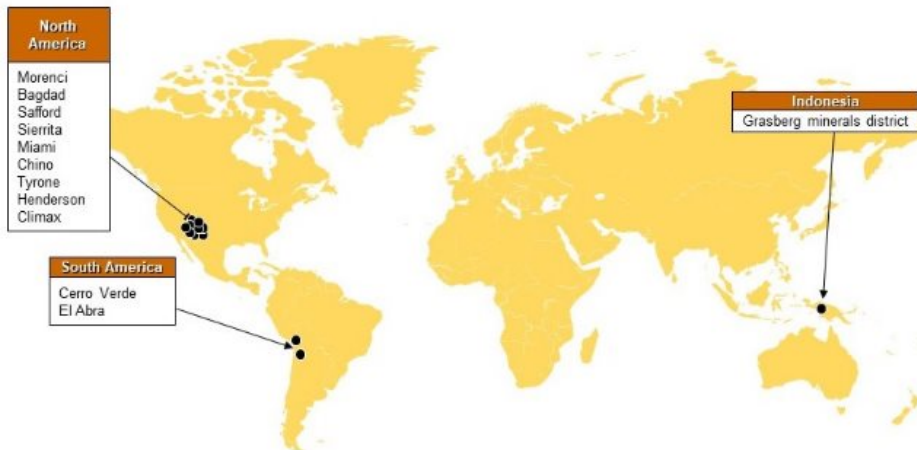 North
America
Morenci
Bagdad
Safford
Sierrita
Miami
Chino
Tyrone
Henderson
Climax
South America
Cerro Verde
El Abra
Indonesia
Grasberg minerals district